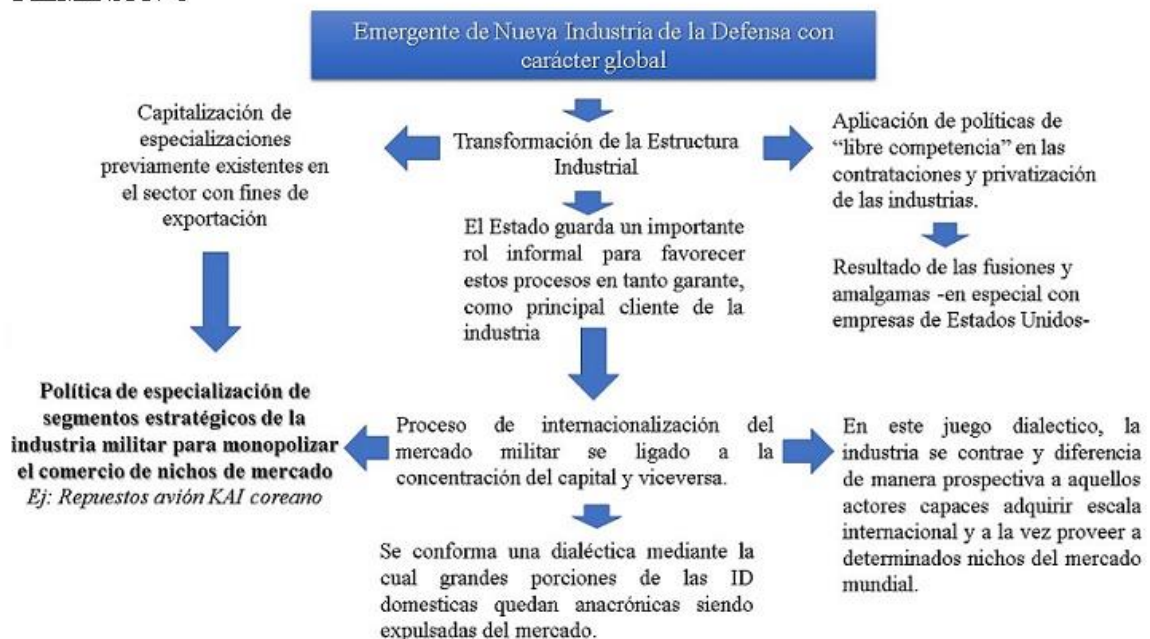 Emergente de Nueva Industria de la Defensa con
carácter global
Capitalización de
especializaciones
previamente existentes en
el sector con fines de
exportación
Transformación de la Estructura
Industrial
Aplicación de políticas de
“libre competencia” en las
contrataciones y privatización
de las industrias.
El Estado guarda un importante
rol informal para favorecer
estos procesos en tanto garante,
como principal cliente de la
industria
Resultado de las fusiones y
amalgamas -en especial con
empresas de Estados Unidos-
Política de especialización de
segmentos estratégicos de la
industria militar para monopolizar
el comercio de nichos de mercado
Ej: Repuestos avión KAI coreano
Proceso de internacionalización del
mercado militar se ligado a la
concentración del capital y viceversa.
En este juego dialectico, la
industria se contrae y diferencia
de manera prospectiva a aquellos
actores capaces adquirir escala
internacional y a la vez proveer a
determinados nichos del mercado
mundial.
Se conforma una dialéctica mediante la
cual grandes porciones de las ID
domesticas quedan anacrónicas siendo
expulsadas del mercado.